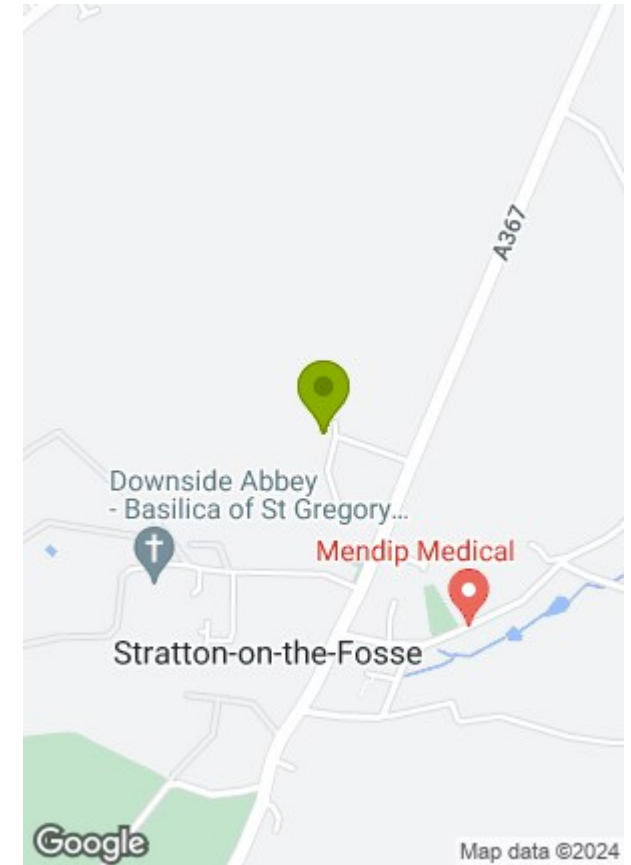 A367
Downside Abbey
- Basilica of St Gregory...
Mendip Medical
Stratton-on-the-Fosse
Google
Map data ©2024